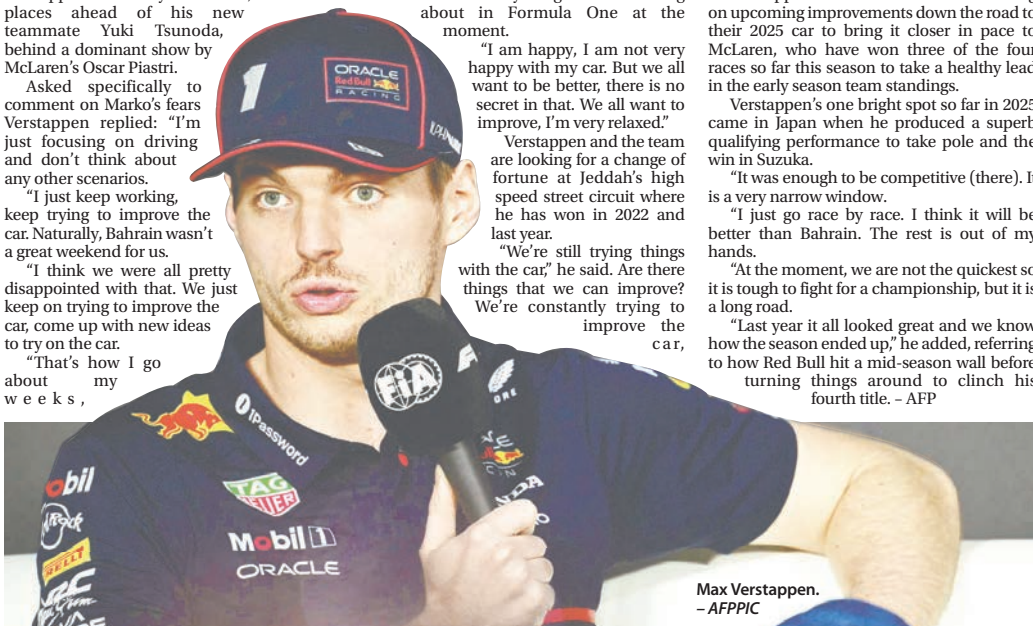 places ahead of his new
teammate Yuki Tsunoda,
behind a dominant show by
McLaren's Oscar Piastri.
Asked specifically to
comment on Marko's fears
Verstappen replied: “I'm
just focusing on driving
and don't think about
any other scenarios.
“I just keep working,
keep trying to improve the
car. Naturally, Bahrain wasn't
a great weekend for us.
“I think we were all pretty
disappointed with that. We just
keep on trying to improve the
car, come up with new ideas
to try on the car.
“That's how I go
about my
weeks,
about in Formula One at the
moment.
“I am happy, I am not very
happy with my car. But we all
want to be better, there is no
secret in that. We all want to
improve, I'm very relaxed.”
Verstappen and the team
are looking for a change of
fortune at Jeddah's high
speed street circuit where
he has won in 2022 and
last year.
“We're still trying things
with the car,” he said. Are there
things that we can improve?
We're constantly trying to
improve the
car,
on upcoming improvements down the road to
their 2025 car to bring it closer in pace to
McLaren, who have won three of the four
races so far this season to take a healthy lead
in the early season team standings.
Verstappen's one bright spot so far in 2025
came in Japan when he produced a superb
qualifying performance to take pole and the
win in Suzuka.
“It was enough to be competitive (there). It
is a very narrow window.
“I just go race by race. I think it will be
better than Bahrain. The rest is out of my
hands.
“At the moment, we are not the quickest so
it is tough to fight for a championship, but it is
a long road.
“Last year it all looked great and we know
how the season ended up,” he added, referring
to how Red Bull hit a mid-season wall before
turning things around to clinch his
fourth title. – AFP
1
ORACLE
Red Bull
RACING
FiA
1Password
TAG
HEUER
Mobil 1
ORACLE
obil
Rock
Max Verstappen.
– AFPPIC